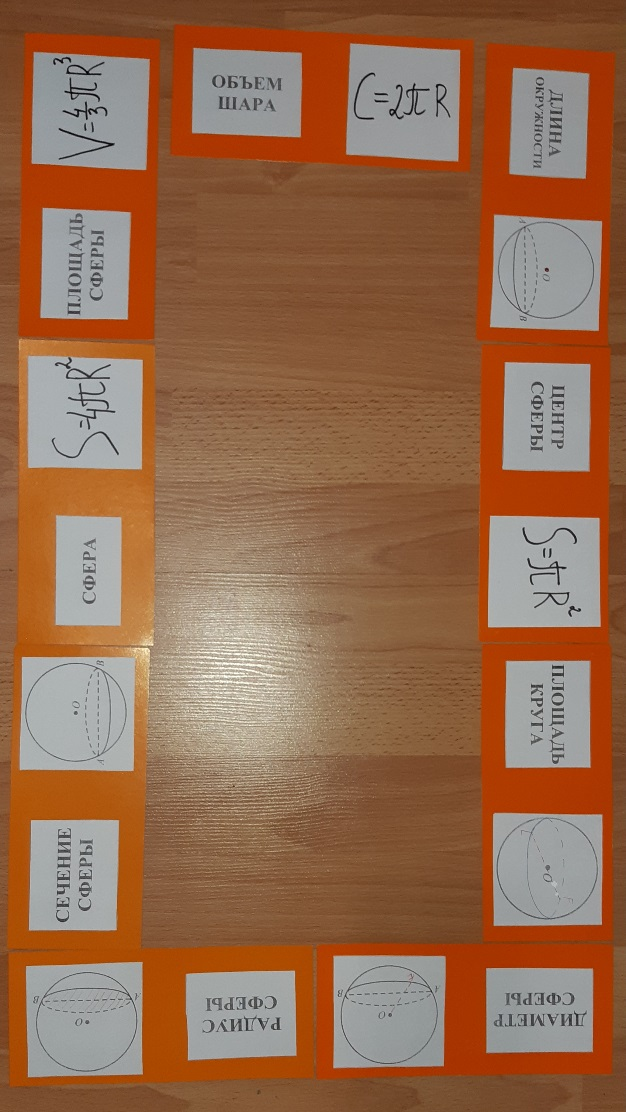 ОБЪЕМ
ШАРА
C=2πR
ДЛИНА
ОКРУЖНОСТИ
A
O
B
ЦЕНТР
СФЕРЫ
S=πR²
ПЛОЩАДЬ
КРУГА
O
ДИАМЕТР
СФЕРЫ
A
B
O
РАДИУС
СФЕРЫ
A
B
O
СЕЧЕНИЕ
СФЕРЫ
A
B
O
СФЕРА
S=4πR²
ПЛОЩАДЬ
СФЕРЫ
V=4/3πR³